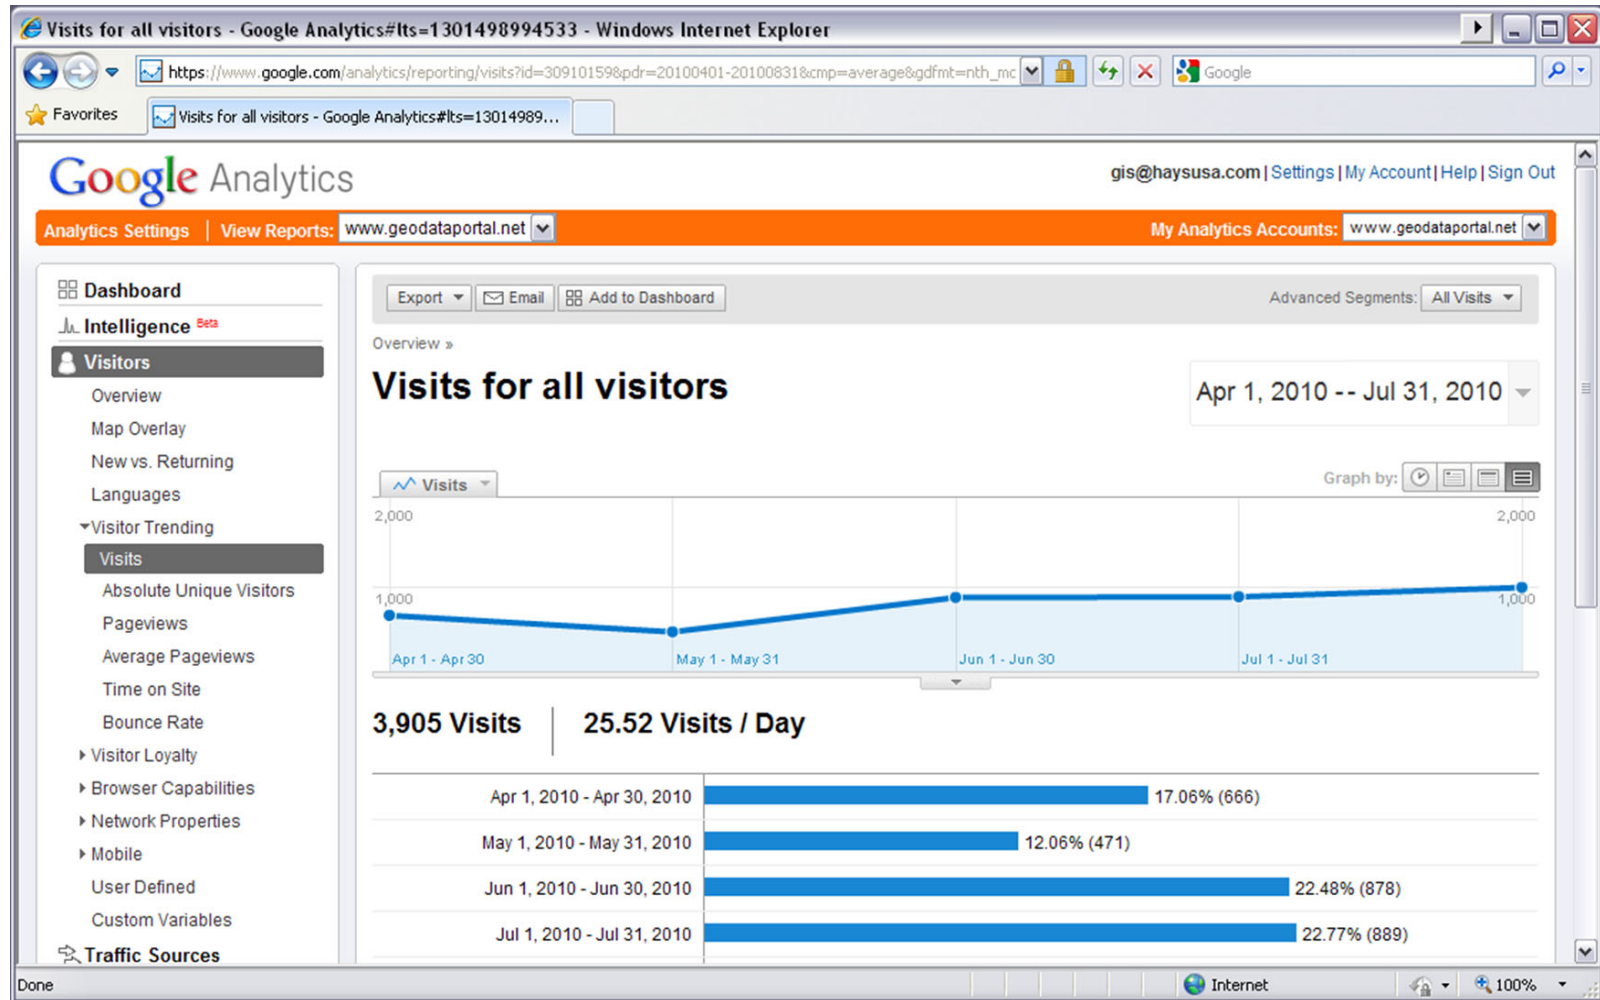 Visits for all visitors - Google Analytics#lts=1301498994533 - Windows Internet Explorer
https://www.google.com/analytics/reporting/visits?id=30910159&pdr=20100401-20100831&cmp=average&gdfmt=nth_mc
Google
Favorites
Visits for all visitors - Google Analytics#lts=13014989...
Google Analytics
gis@haysusa.com | Settings | My Account | Help | Sign Out
Analytics Settings | View Reports: www.geodataportal.net
My Analytics Accounts: www.geodataportal.net
Dashboard
Intelligence Beta
Visitors
Overview
Map Overlay
New vs. Returning
Languages
Visitor Trending
Visits
Absolute Unique Visitors
Pageviews
Average Pageviews
Time on Site
Bounce Rate
Visitor Loyalty
Browser Capabilities
Network Properties
Mobile
User Defined
Custom Variables
Traffic Sources
Export
Email
Add to Dashboard
Advanced Segments: All Visits
Overview »
Visits for all visitors
Apr 1, 2010 -- Jul 31, 2010
Visits
Graph by:
2,000
2,000
1,000
1,000
Apr 1 - Apr 30
May 1 - May 31
Jun 1 - Jun 30
Jul 1 - Jul 31
3,905 Visits
25.52 Visits / Day
Apr 1, 2010 - Apr 30, 2010 17.06% (666)
May 1, 2010 - May 31, 2010 12.06% (471)
Jun 1, 2010 - Jun 30, 2010 22.48% (878)
Jul 1, 2010 - Jul 31, 2010 22.77% (889)
Done
Internet
100%